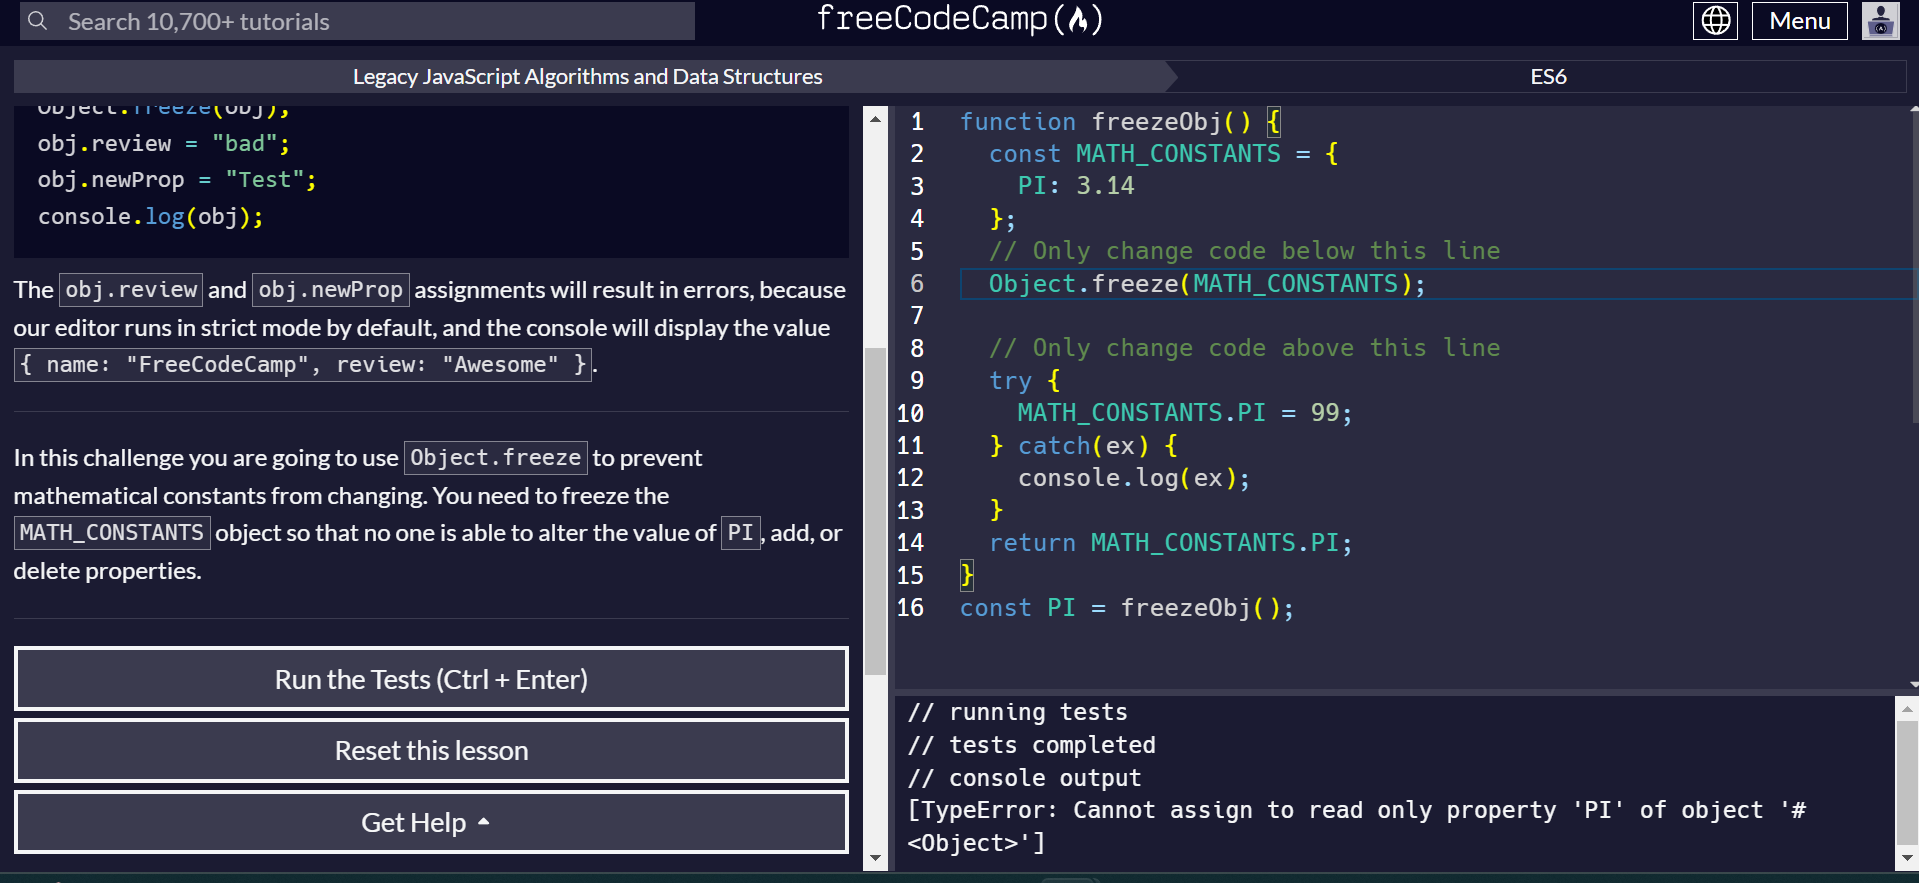 Search 10,700+ tutorials
freeCodeCamp
Menu
Legacy JavaScript Algorithms and Data Structures
ES6
Object.freeze(obj);
obj.review = "bad";
obj.newProp = "Test";
console.log(obj);
The obj.review and obj.newProp assignments will result in errors, because
our editor runs in strict mode by default, and the console will display the value
{ name: "FreeCodeCamp", review: "Awesome" }.
In this challenge you are going to use Object.freeze to prevent
mathematical constants from changing. You need to freeze the
MATH_CONSTANTS object so that no one is able to alter the value of PI, add, or
delete properties.
Run the Tests (Ctrl + Enter)
Reset this lesson
Get Help
1 function freezeObj() {
2 const MATH_CONSTANTS = {
3 PI: 3.14
4 };
5 // Only change code below this line
6 Object.freeze(MATH_CONSTANTS);
7
8 // Only change code above this line
9 try {
10 MATH_CONSTANTS.PI = 99;
11 } catch(ex) {
12 console.log(ex);
13 }
14 return MATH_CONSTANTS.PI;
15 }
16 const PI = freezeObj();
// running tests
// tests completed
// console output
[TypeError: Cannot assign to read only property 'PI' of object '#
<Object>']